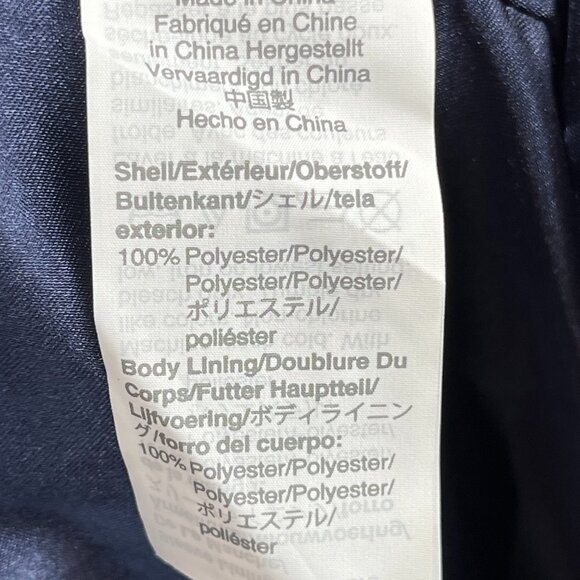 Made in China
Fabriqué en Chine
in China Hergestellt
Vervaardigd in China
中国製
Hecho en China
Shell/Extérieur/Oberstoff/
Buitenkant/シェル/tela
exterior:
100% Polyester/Polyester/
Polyester/Polyester/
ポリエステル/
poliéster
Body Lining/Doublure Du
Corps/Futter Hauptteil/
Lijfvoering/ボディライニン
グ/forro del cuerpo:
100% Polyester/Polyester/
Polyester/Polyester/
ポリエステル/
poliéster